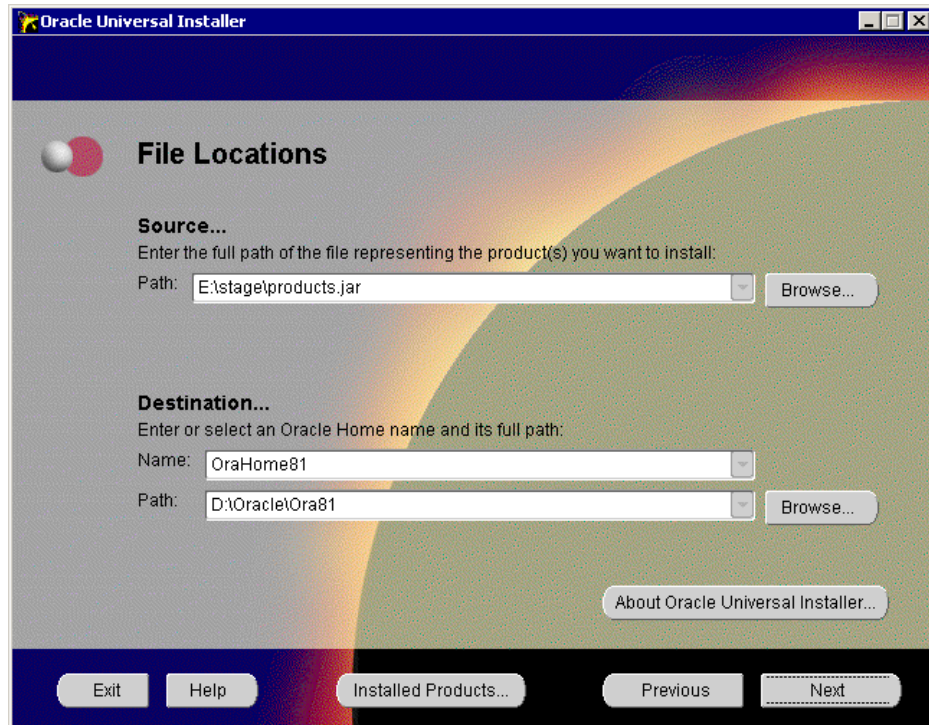 Oracle Universal Installer
File Locations
Source...
Enter the full path of the file representing the product(s) you want to install:
Path: E:\stage\products.jar Browse...
Destination...
Enter or select an Oracle Home name and its full path:
Name: OraHome81
Path: D:\Oracle\Ora81 Browse...
About Oracle Universal Installer...
Exit Help Installed Products... Previous Next